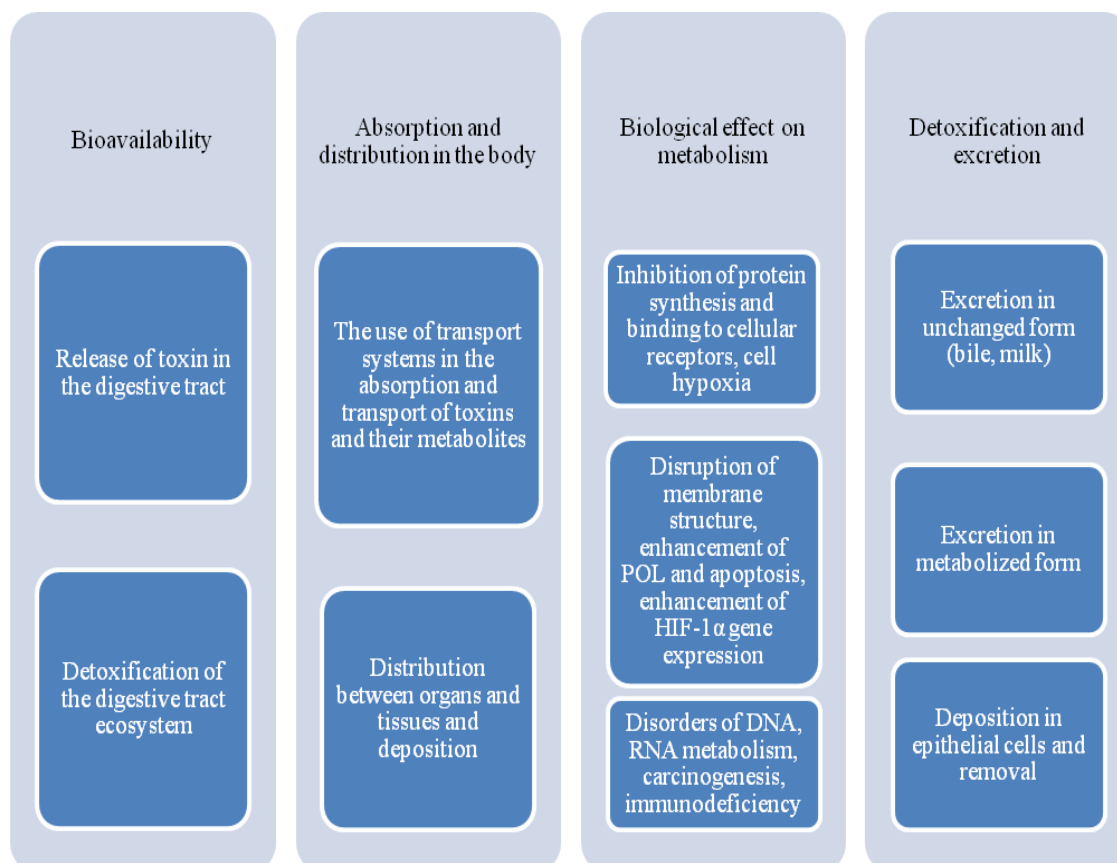 Bioavailability
Release of toxin in
the digestive tract
Detoxification of
the digestive tract
ecosystem
Absorption and
distribution in the body
The use of transport
systems in the
absorption and
transport of toxins
and their metabolites
Distribution
between organs and
tissues and
deposition
Biological effect on
metabolism
Inhibition of protein
synthesis and
binding to cellular
receptors, cell
hypoxia
Disruption of
membrane
structure,
enhancement of
POL and apoptosis,
enhancement of
HIF-1α gene
expression
Disorders of DNA,
RNA metabolism,
carcinogenesis,
immunodeficiency
Detoxification and
excretion
Excretion in
unchanged form
(bile, milk)
Excretion in
metabolized form
Deposition in
epithelial cells and
removal